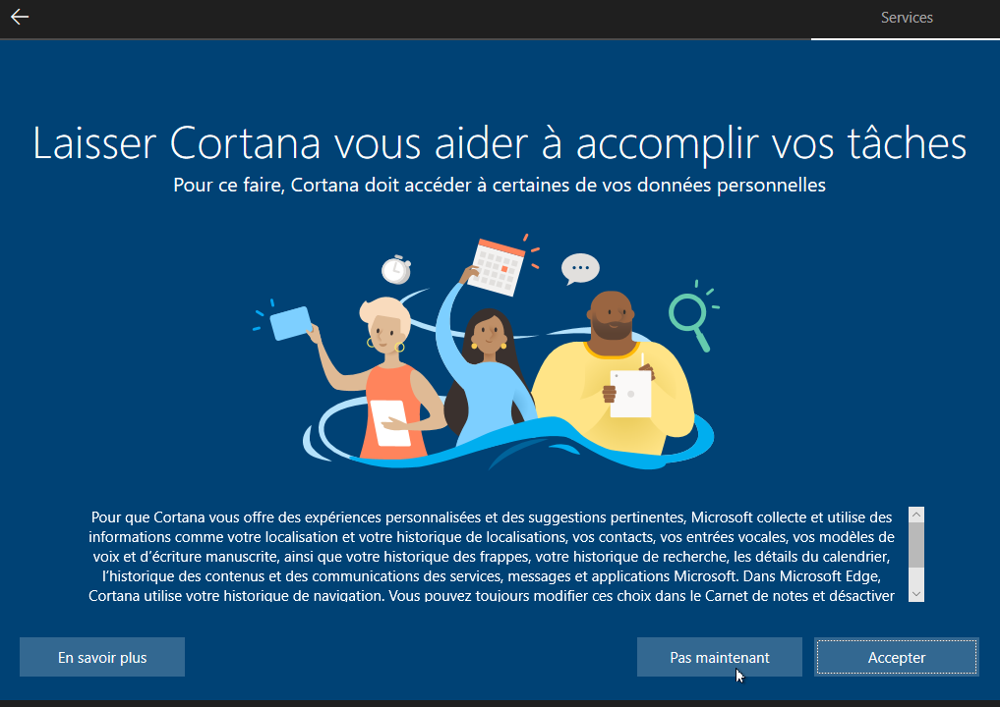 Services
Laisser Cortana vous aider à accomplir vos tâches
Pour ce faire, Cortana doit accéder à certaines de vos données personnelles
Pour que Cortana vous offre des expériences personnalisées et des suggestions pertinentes, Microsoft collecte et utilise des
informations comme votre localisation et votre historique de localisations, vos contacts, vos entrées vocales, vos modèles de
voix et d’écriture manuscrite, ainsi que votre historique des frappes, votre historique de recherche, les détails du calendrier,
l’historique des contenus et des communications des services, messages et applications Microsoft. Dans Microsoft Edge,
Cortana utilise votre historique de navigation. Vous pouvez toujours modifier ces choix dans le Carnet de notes et désactiver
En savoir plus
Pas maintenant
Accepter